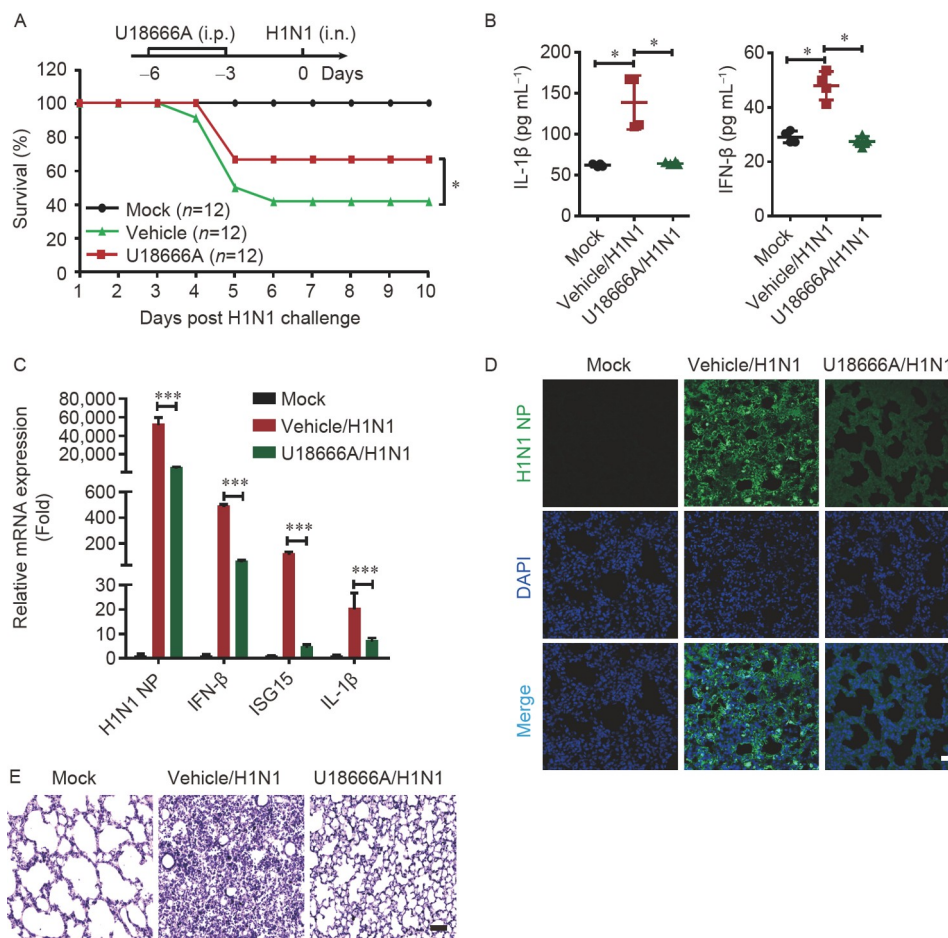 A
U18666A (i.p.)
H1N1 (i.n.)
–6
–3
0
Days
Survival (%)
120
100
80
60
40
20
0
*
Mock (n=12)
Vehicle (n=12)
U18666A (n=12)
1 2 3 4 5 6 7 8 9 10
Days post H1N1 challenge
B
IL-1β (pg mL⁻¹)
200
150
100
50
0
* *
Mock
Vehicle/H1N1
U18666A/H1N1
IFN-β (pg mL⁻¹)
60
40
20
0
* *
Mock
Vehicle/H1N1
U18666A/H1N1
C
Relative mRNA expression
(Fold)
80,000
60,000
40,000
20,000
600
400
200
30
20
10
0
***
***
***
***
Mock
Vehicle/H1N1
U18666A/H1N1
H1N1 NP
IFN-β
ISG15
IL-1β
D
Mock
Vehicle/H1N1
U18666A/H1N1
H1N1 NP
DAPI
Merge
E
Mock
Vehicle/H1N1
U18666A/H1N1